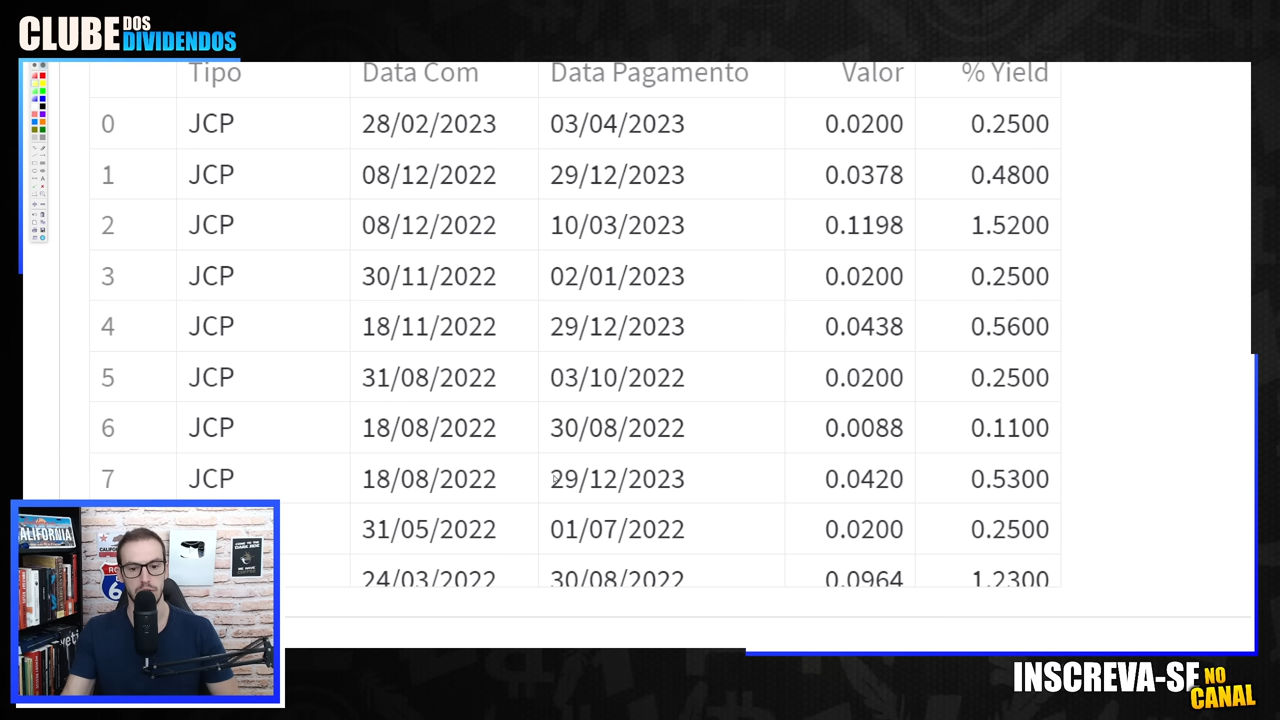 CLUBE DOS DIVIDENDOS
Tipo Data Com Data Pagamento Valor % Yield
0 JCP 28/02/2023 03/04/2023 0.0200 0.2500
1 JCP 08/12/2022 29/12/2023 0.0378 0.4800
2 JCP 08/12/2022 10/03/2023 0.1198 1.5200
3 JCP 30/11/2022 02/01/2023 0.0200 0.2500
4 JCP 18/11/2022 29/12/2023 0.0438 0.5600
5 JCP 31/08/2022 03/10/2022 0.0200 0.2500
6 JCP 18/08/2022 30/08/2022 0.0088 0.1100
7 JCP 18/08/2022 29/12/2023 0.0420 0.5300
31/05/2022 01/07/2022 0.0200 0.2500
24/03/2022 30/08/2022 0.0964 1.2300
ALIFORNIA
INSCREVA-SE NO CANAL